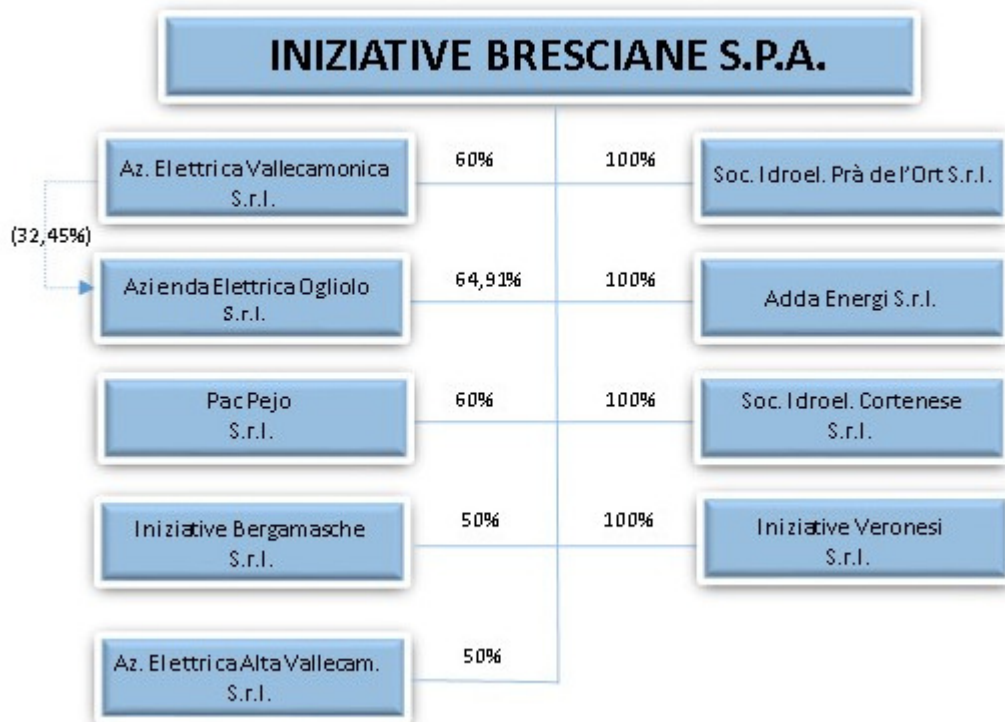 INIZIATIVE BRESCIANE S.P.A.
Az. Elettrica Vallecamonica
S.r.l.
60%
100%
Soc. Idroel. Prà de l'Ort S.r.l.
(32,45%)
Azienda Elettrica Ogliolo
S.r.l.
64,91%
100%
Adda Energi S.r.l.
Pac Pejo
S.r.l.
60%
100%
Soc. Idroel. Cortenese
S.r.l.
Iniziative Bergamasche
S.r.l.
50%
100%
Iniziative Veronesi
S.r.l.
Az. Elettrica Alta Vallecam.
S.r.l.
50%